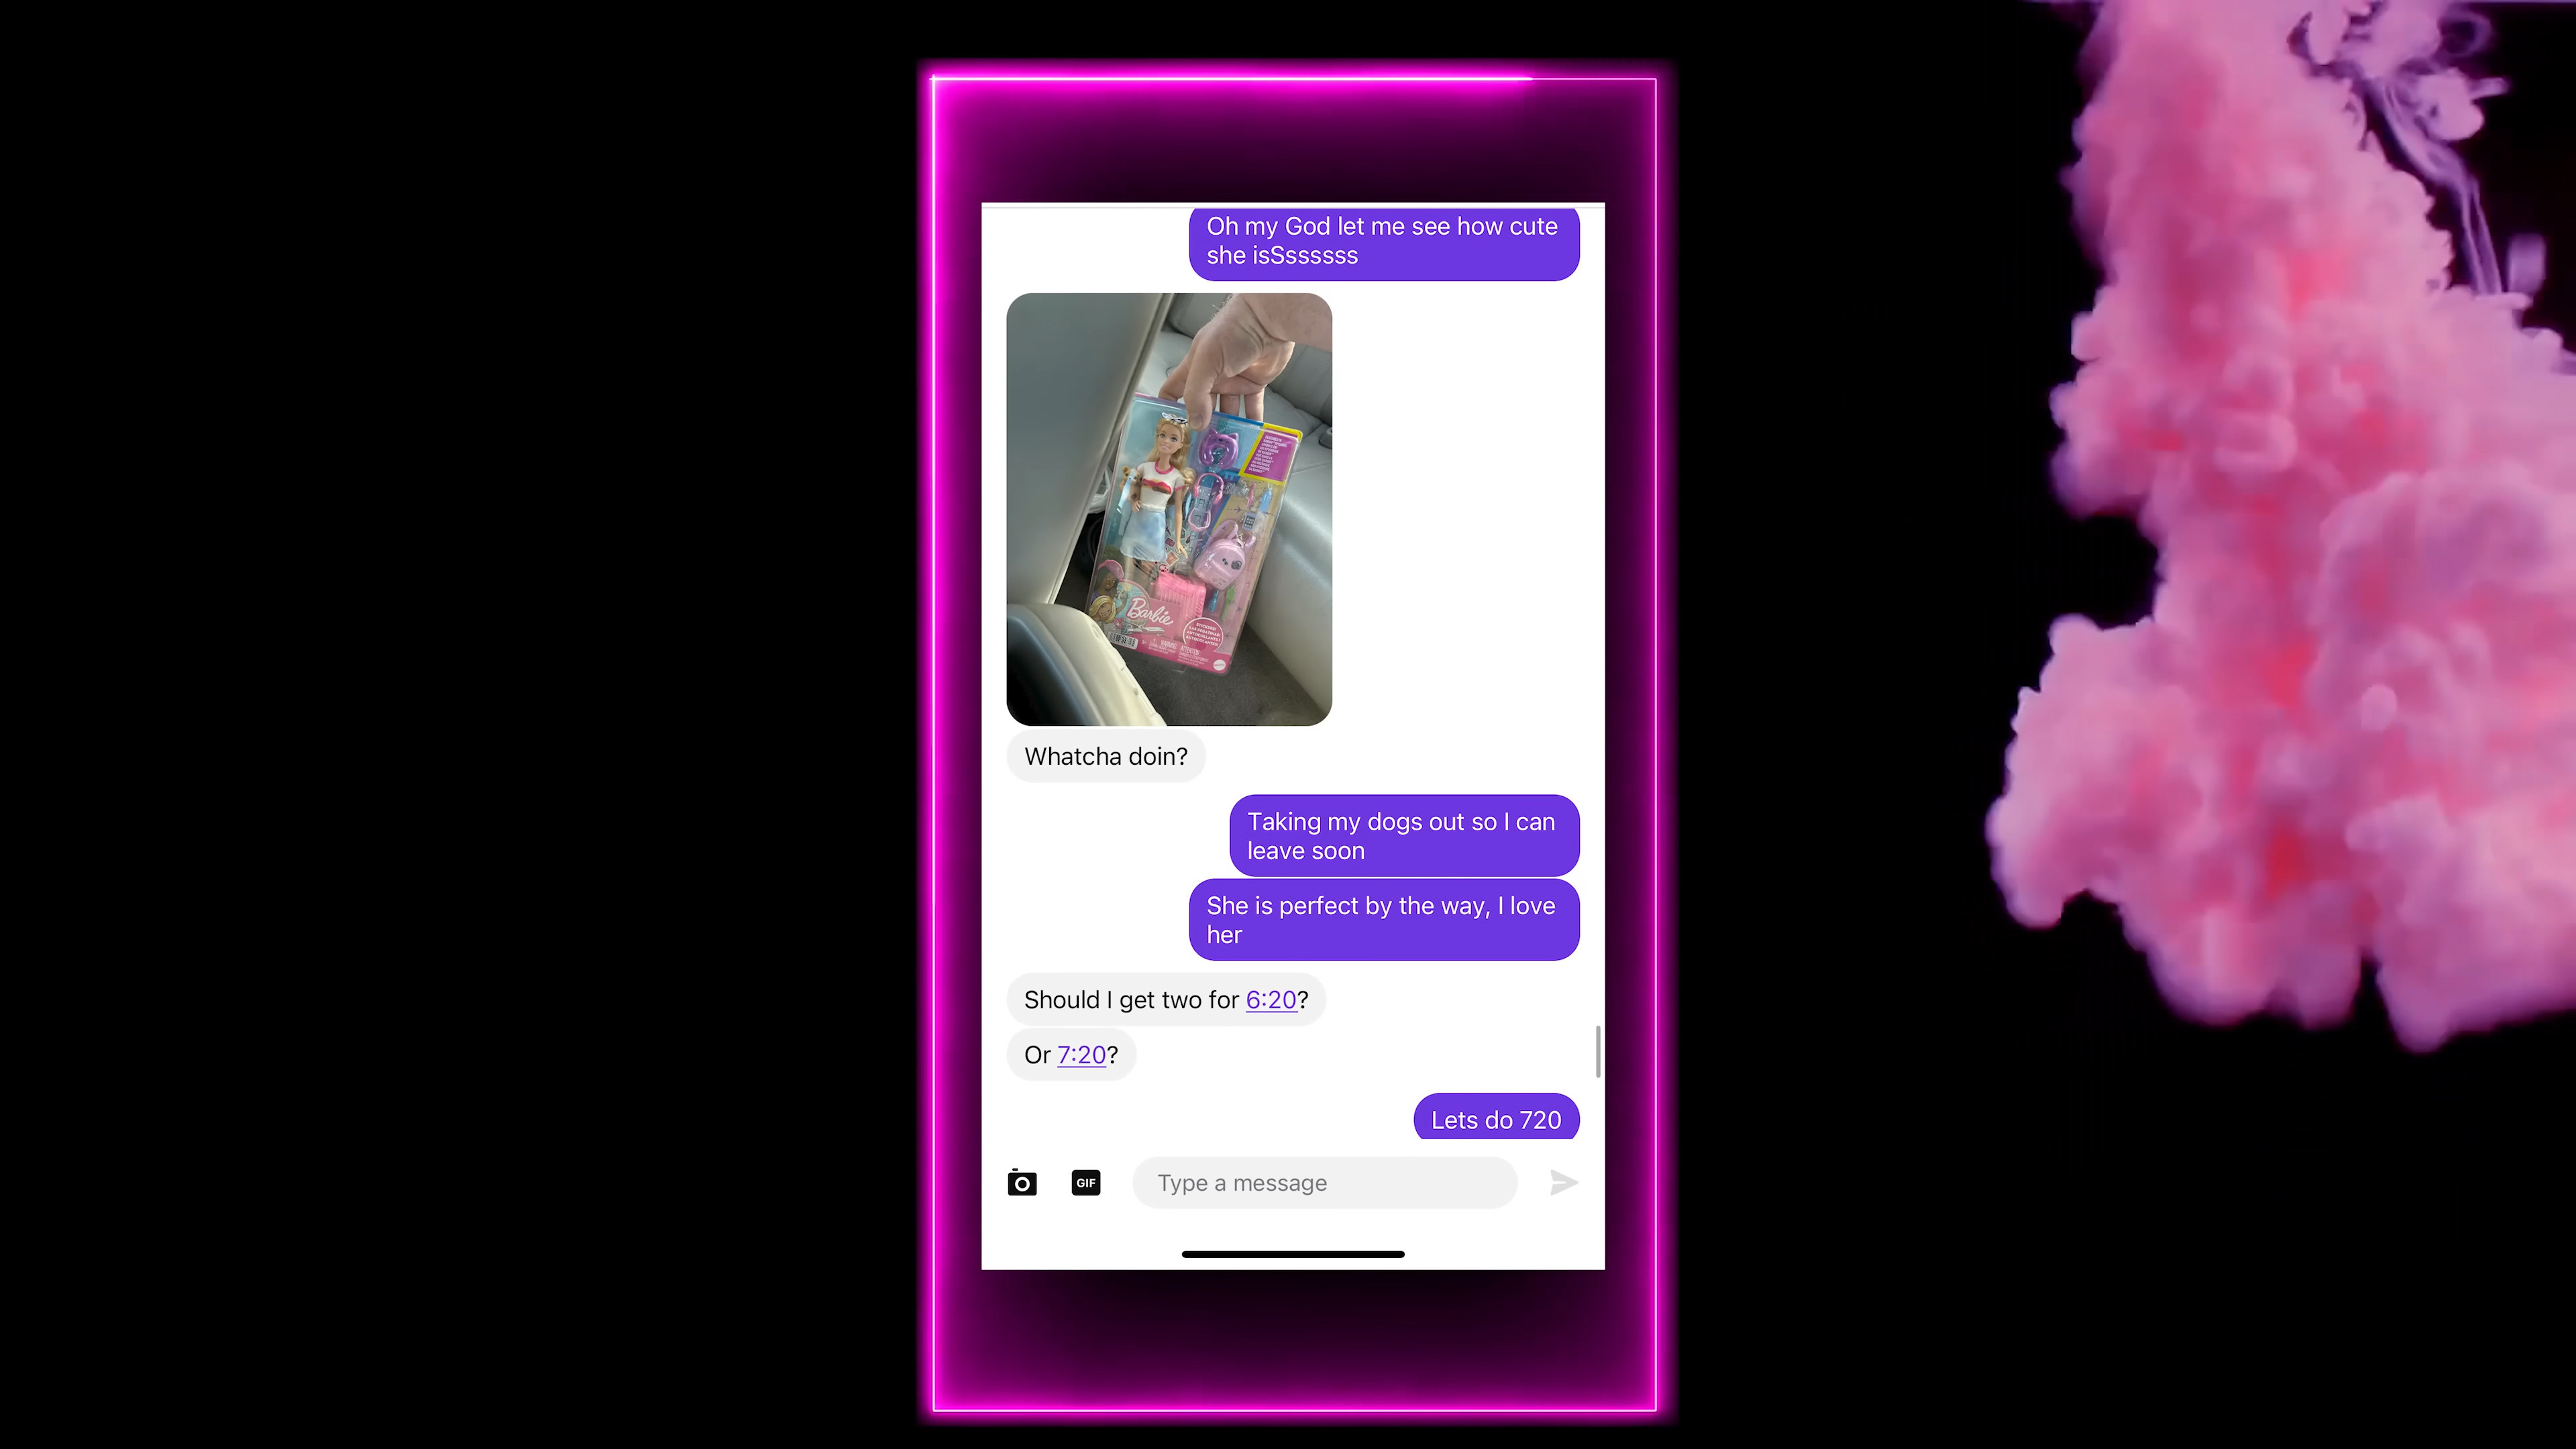 Oh my God let me see how cute
she isSssssss
Barbie
Whatcha doin?
Taking my dogs out so I can
leave soon
She is perfect by the way, I love
her
Should I get two for 6:20?
Or 7:20?
Lets do 720
GIF
Type a message